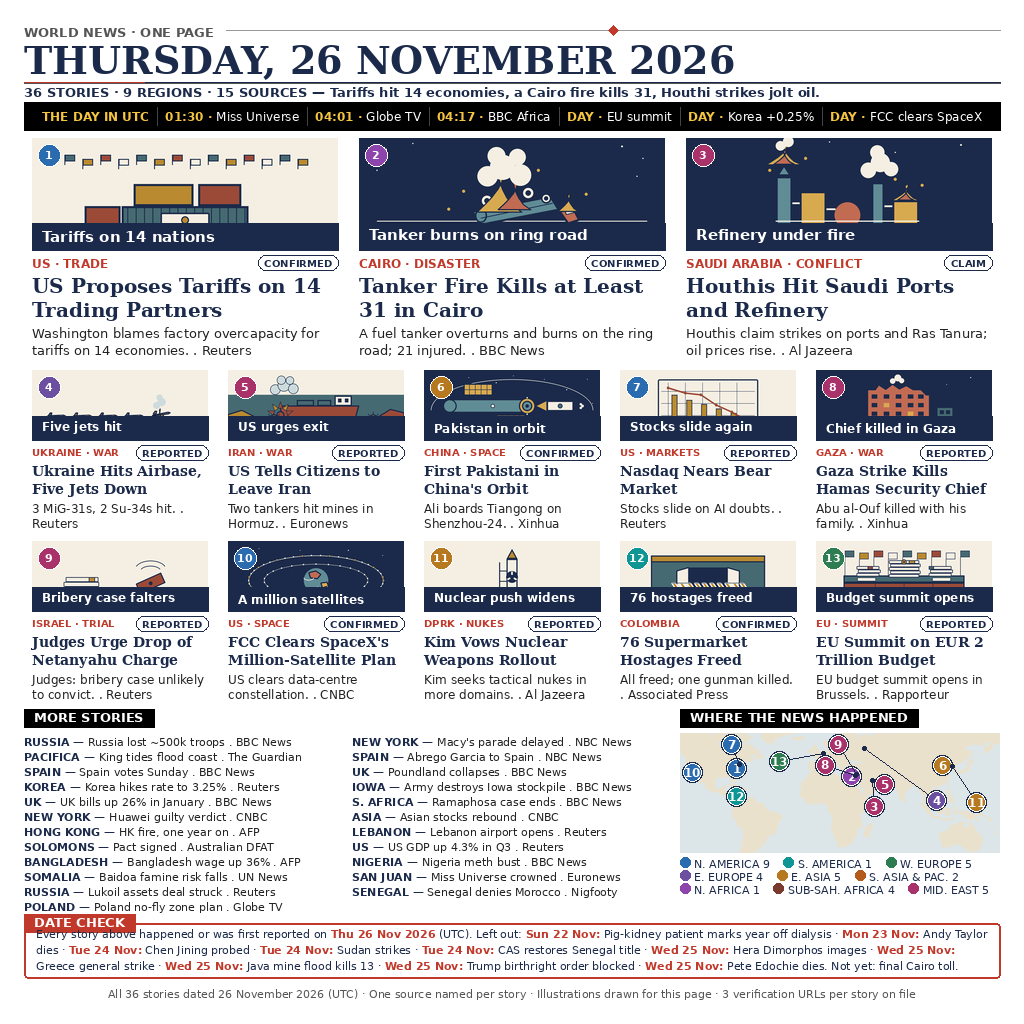 WORLD NEWS · ONE PAGE
THURSDAY, 26 NOVEMBER 2026
36 STORIES · 9 REGIONS · 15 SOURCES — Tariffs hit 14 economies, a Cairo fire kills 31, Houthi strikes jolt oil.
THE DAY IN UTC 01:30 · Miss Universe 04:01 · Globe TV 04:17 · BBC Africa DAY · EU summit DAY · Korea +0.25% DAY · FCC clears SpaceX
1
Tariffs on 14 nations
US · TRADE CONFIRMED
US Proposes Tariffs on 14
Trading Partners
Washington blames factory overcapacity for
tariffs on 14 economies. . Reuters
2
Tanker burns on ring road
CAIRO · DISASTER CONFIRMED
Tanker Fire Kills at Least
31 in Cairo
A fuel tanker overturns and burns on the ring
road; 21 injured. . BBC News
3
Refinery under fire
SAUDI ARABIA · CONFLICT CLAIM
Houthis Hit Saudi Ports
and Refinery
Houthis claim strikes on ports and Ras Tanura;
oil prices rise. . Al Jazeera
4
Five jets hit
UKRAINE · WAR REPORTED
Ukraine Hits Airbase,
Five Jets Down
3 MiG-31s, 2 Su-34s hit. .
Reuters
5
US urges exit
IRAN · WAR REPORTED
US Tells Citizens to
Leave Iran
Two tankers hit mines in
Hormuz. . Euronews
6
Pakistan in orbit
CHINA · SPACE CONFIRMED
First Pakistani in
China's Orbit
Ali boards Tiangong on
Shenzhou-24. . Xinhua
7
Stocks slide again
US · MARKETS REPORTED
Nasdaq Nears Bear
Market
Stocks slide on AI doubts. .
Reuters
8
Chief killed in Gaza
GAZA · WAR REPORTED
Gaza Strike Kills
Hamas Security Chief
Abu al-Ouf killed with his
family. . Xinhua
9
Bribery case falters
ISRAEL · TRIAL REPORTED
Judges Urge Drop of
Netanyahu Charge
Judges: bribery case unlikely
to convict. . Reuters
10
A million satellites
US · SPACE CONFIRMED
FCC Clears SpaceX's
Million-Satellite Plan
US clears data-centre
constellation. . CNBC
11
Nuclear push widens
DPRK · NUKES REPORTED
Kim Vows Nuclear
Weapons Rollout
Kim seeks tactical nukes in
more domains. . Al Jazeera
12
76 hostages freed
COLOMBIA CONFIRMED
76 Supermarket
Hostages Freed
All freed; one gunman killed.
. Associated Press
13
Budget summit opens
EU · SUMMIT REPORTED
EU Summit on EUR 2
Trillion Budget
EU budget summit opens in
Brussels. . Rapporteur
MORE STORIES
RUSSIA — Russia lost ~500k troops . BBC News
PACIFICA — King tides flood coast . The Guardian
SPAIN — Spain votes Sunday . BBC News
KOREA — Korea hikes rate to 3.25% . Reuters
UK — UK bills up 26% in January . BBC News
NEW YORK — Huawei guilty verdict . CNBC
HONG KONG — HK fire, one year on . AFP
SOLOMONS — Pact signed . Australian DFAT
BANGLADESH — Bangladesh wage up 36% . AFP
SOMALIA — Baidoa famine risk falls . UN News
RUSSIA — Lukoil assets deal struck . Reuters
POLAND — Poland no-fly zone plan . Globe TV
NEW YORK — Macy's parade delayed . NBC News
SPAIN — Abrego Garcia to Spain . NBC News
UK — Poundland collapses . BBC News
IOWA — Army destroys Iowa stockpile . BBC News
S. AFRICA — Ramaphosa case ends . BBC News
ASIA — Asian stocks rebound . CNBC
LEBANON — Lebanon airport opens . Reuters
US — US GDP up 4.3% in Q3 . Reuters
NIGERIA — Nigeria meth bust . BBC News
SAN JUAN — Miss Universe crowned . Euronews
SENEGAL — Senegal denies Morocco . Nigfooty
WHERE THE NEWS HAPPENED
7
9
10
1
13
8
2
5
6
12
3
4
11
N. AMERICA 9 S. AMERICA 1 W. EUROPE 5
E. EUROPE 4 E. ASIA 5 S. ASIA & PAC. 2
N. AFRICA 1 SUB-SAH. AFRICA 4 MID. EAST 5
DATE CHECK
Every story above happened or was first reported on Thu 26 Nov 2026 (UTC). Left out: Sun 22 Nov: Pig-kidney patient marks year off dialysis · Mon 23 Nov: Andy Taylor
dies · Tue 24 Nov: Chen Jining probed · Tue 24 Nov: Sudan strikes · Tue 24 Nov: CAS restores Senegal title · Wed 25 Nov: Hera Dimorphos images · Wed 25 Nov:
Greece general strike · Wed 25 Nov: Java mine flood kills 13 · Wed 25 Nov: Trump birthright order blocked · Wed 25 Nov: Pete Edochie dies. Not yet: final Cairo toll.
All 36 stories dated 26 November 2026 (UTC) · One source named per story · Illustrations drawn for this page · 3 verification URLs per story on file